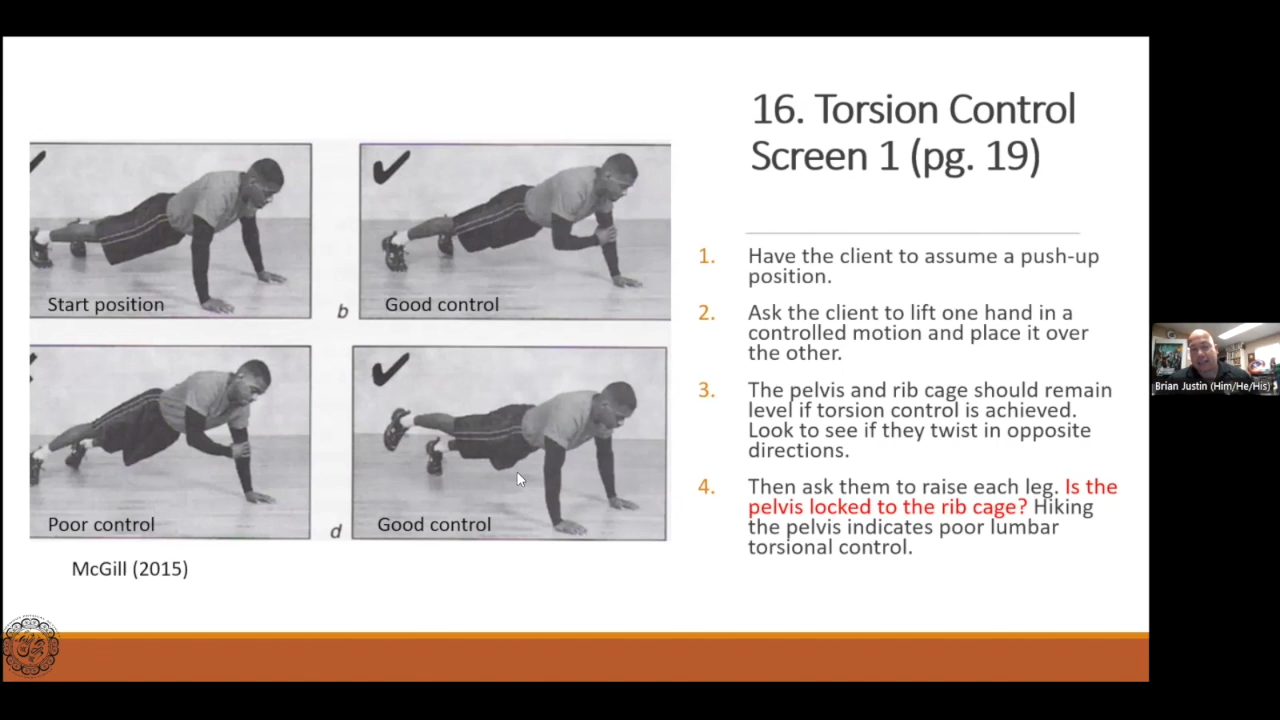 16. Torsion Control
Screen 1 (pg. 19)
Start position
b
Good control
Poor control
d
Good control
McGill (2015)
1. Have the client to assume a push-up
position.
2. Ask the client to lift one hand in a
controlled motion and place it over
the other.
3. The pelvis and rib cage should remain
level if torsion control is achieved.
Look to see if they twist in opposite
directions.
4. Then ask them to raise each leg. Is the
pelvis locked to the rib cage? Hiking
the pelvis indicates poor lumbar
torsional control.
Brian Justin (Him/He/His)